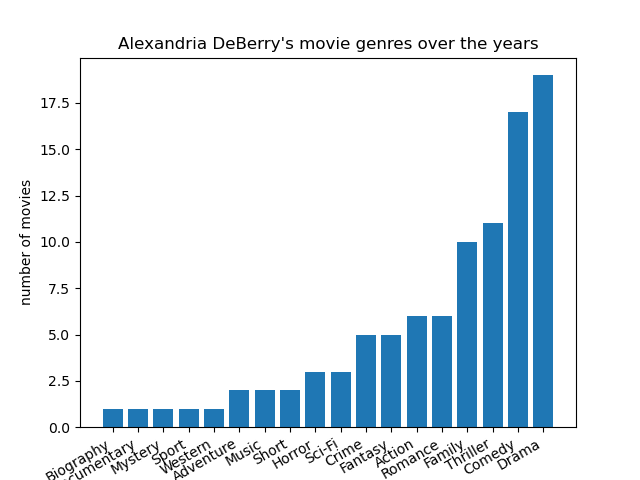 Alexandria DeBerry's movie genres over the years
number of movies
17.5
15.0
12.5
10.0
7.5
5.0
2.5
0.0
Biography
cumentary
Mystery
Sport
Western
Adventure
Music
Short
Horror
Sci-Fi
Crime
Fantasy
Action
Romance
Family
Thriller
Comedy
Drama